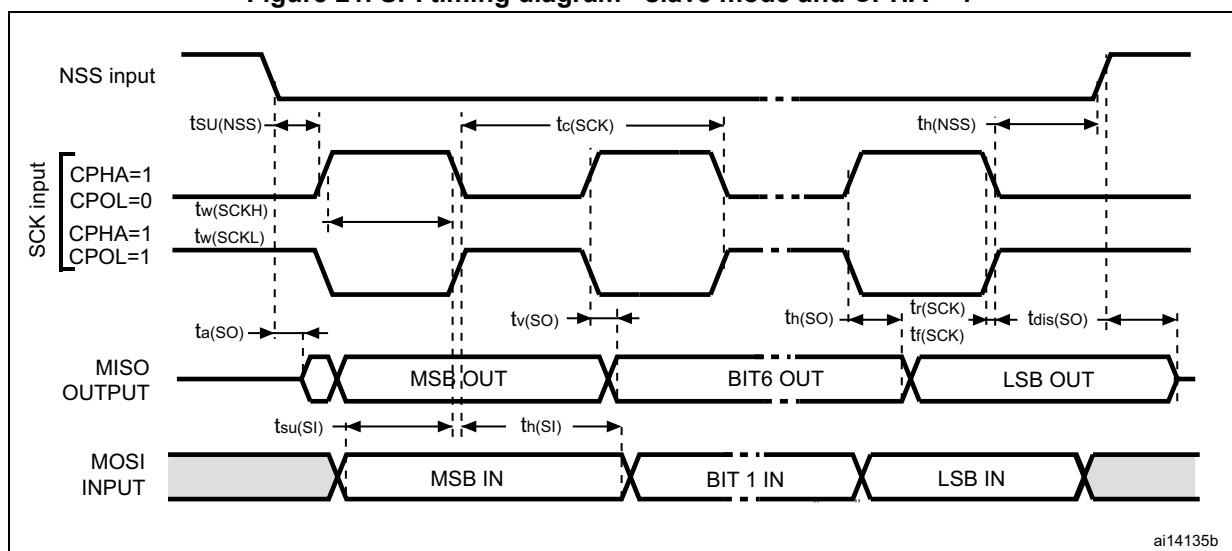 NSS input
tSU(NSS)
tc(SCK)
th(NSS)
SCK input
CPHA=1
CPOL=0
tw(SCKH)
CPHA=1
tw(SCKL)
CPOL=1
ta(SO)
tv(SO)
th(SO)
tr(SCK)
tf(SCK)
tdis(SO)
MISO
OUTPUT
MSB OUT
BIT6 OUT
LSB OUT
tsu(SI)
th(SI)
MOSI
INPUT
MSB IN
BIT 1 IN
LSB IN
ai14135b